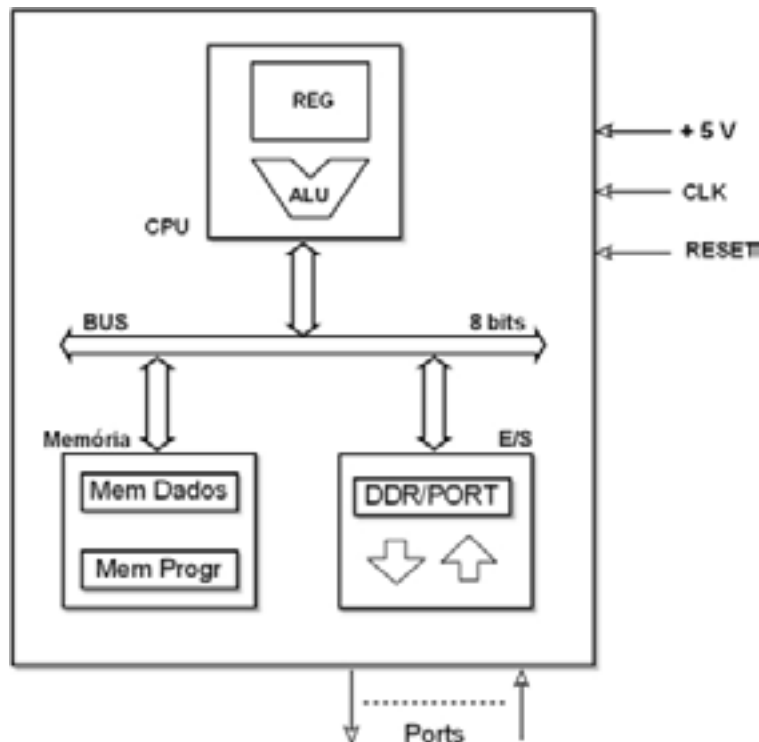 REG
ALU
CPU
+ 5 V
CLK
RESET
BUS 8 bits
Memória
E/S
Mem Dados
DDR/PORT
Mem Progr
Ports